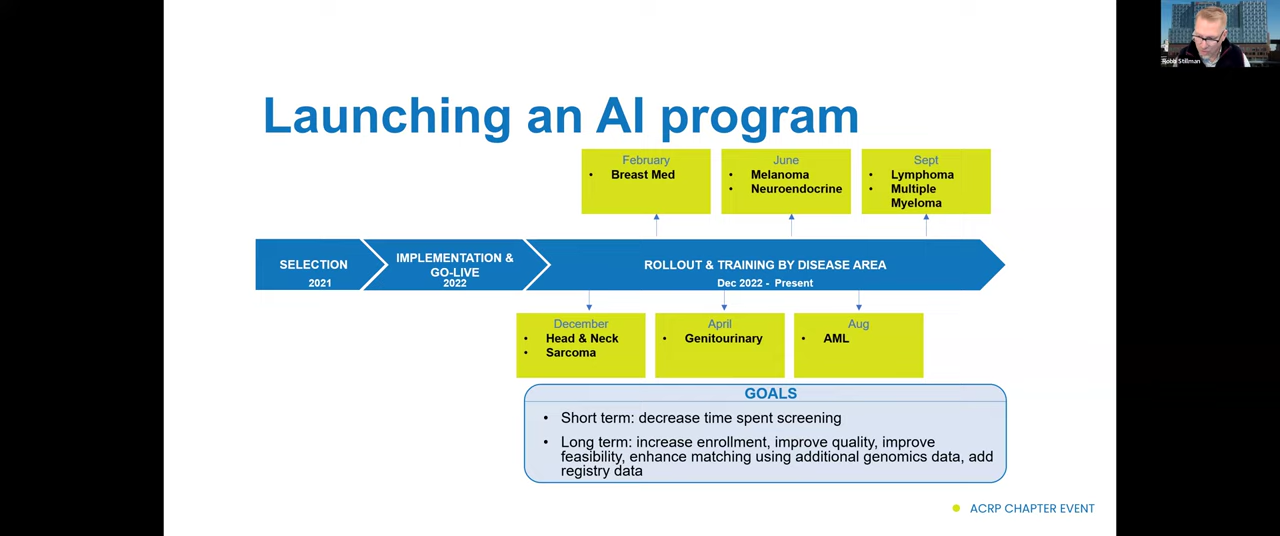 Robb Stillman
Launching an AI program
February
• Breast Med
June
• Melanoma
• Neuroendocrine
Sept
• Lymphoma
• Multiple
Myeloma
SELECTION
2021
IMPLEMENTATION &
GO-LIVE
2022
ROLLOUT & TRAINING BY DISEASE AREA
Dec 2022 - Present
December
• Head & Neck
• Sarcoma
April
• Genitourinary
Aug
• AML
GOALS
• Short term: decrease time spent screening
• Long term: increase enrollment, improve quality, improve
feasibility, enhance matching using additional genomics data, add
registry data
ACRP CHAPTER EVENT